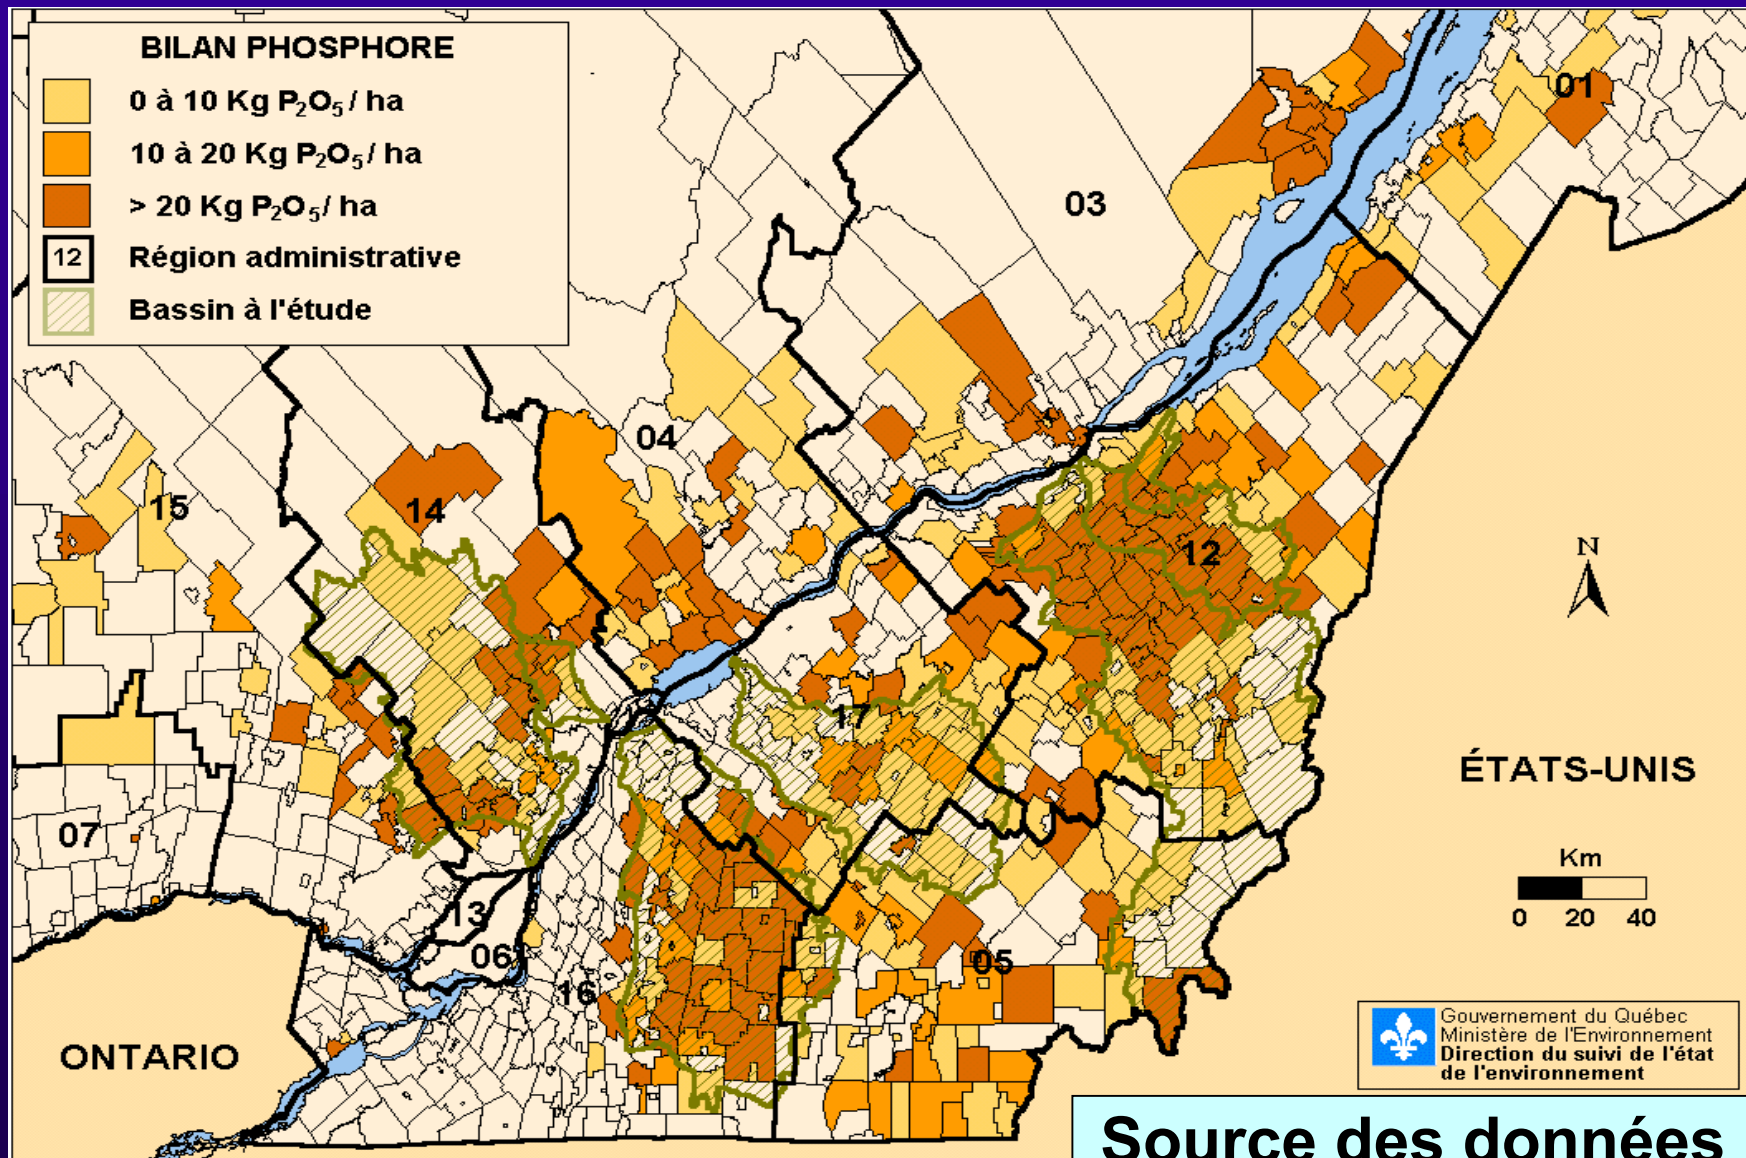 BILAN PHOSPHORE
0 à 10 Kg P₂O₅ / ha
10 à 20 Kg P₂O₅ / ha
> 20 Kg P₂O₅ / ha
12 Région administrative
Bassin à l'étude
01
03
04
15
14
12
N
17
ÉTATS-UNIS
07
Km
0 20 40
13
06
05
16
ONTARIO
Gouvernement du Québec
Ministère de l'Environnement
Direction du suivi de l'état
de l'environnement
Source des données